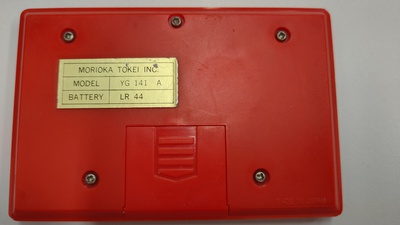 MORIOKA TOKEI INC.
MODEL YG 141 A
BATTERY LR 44